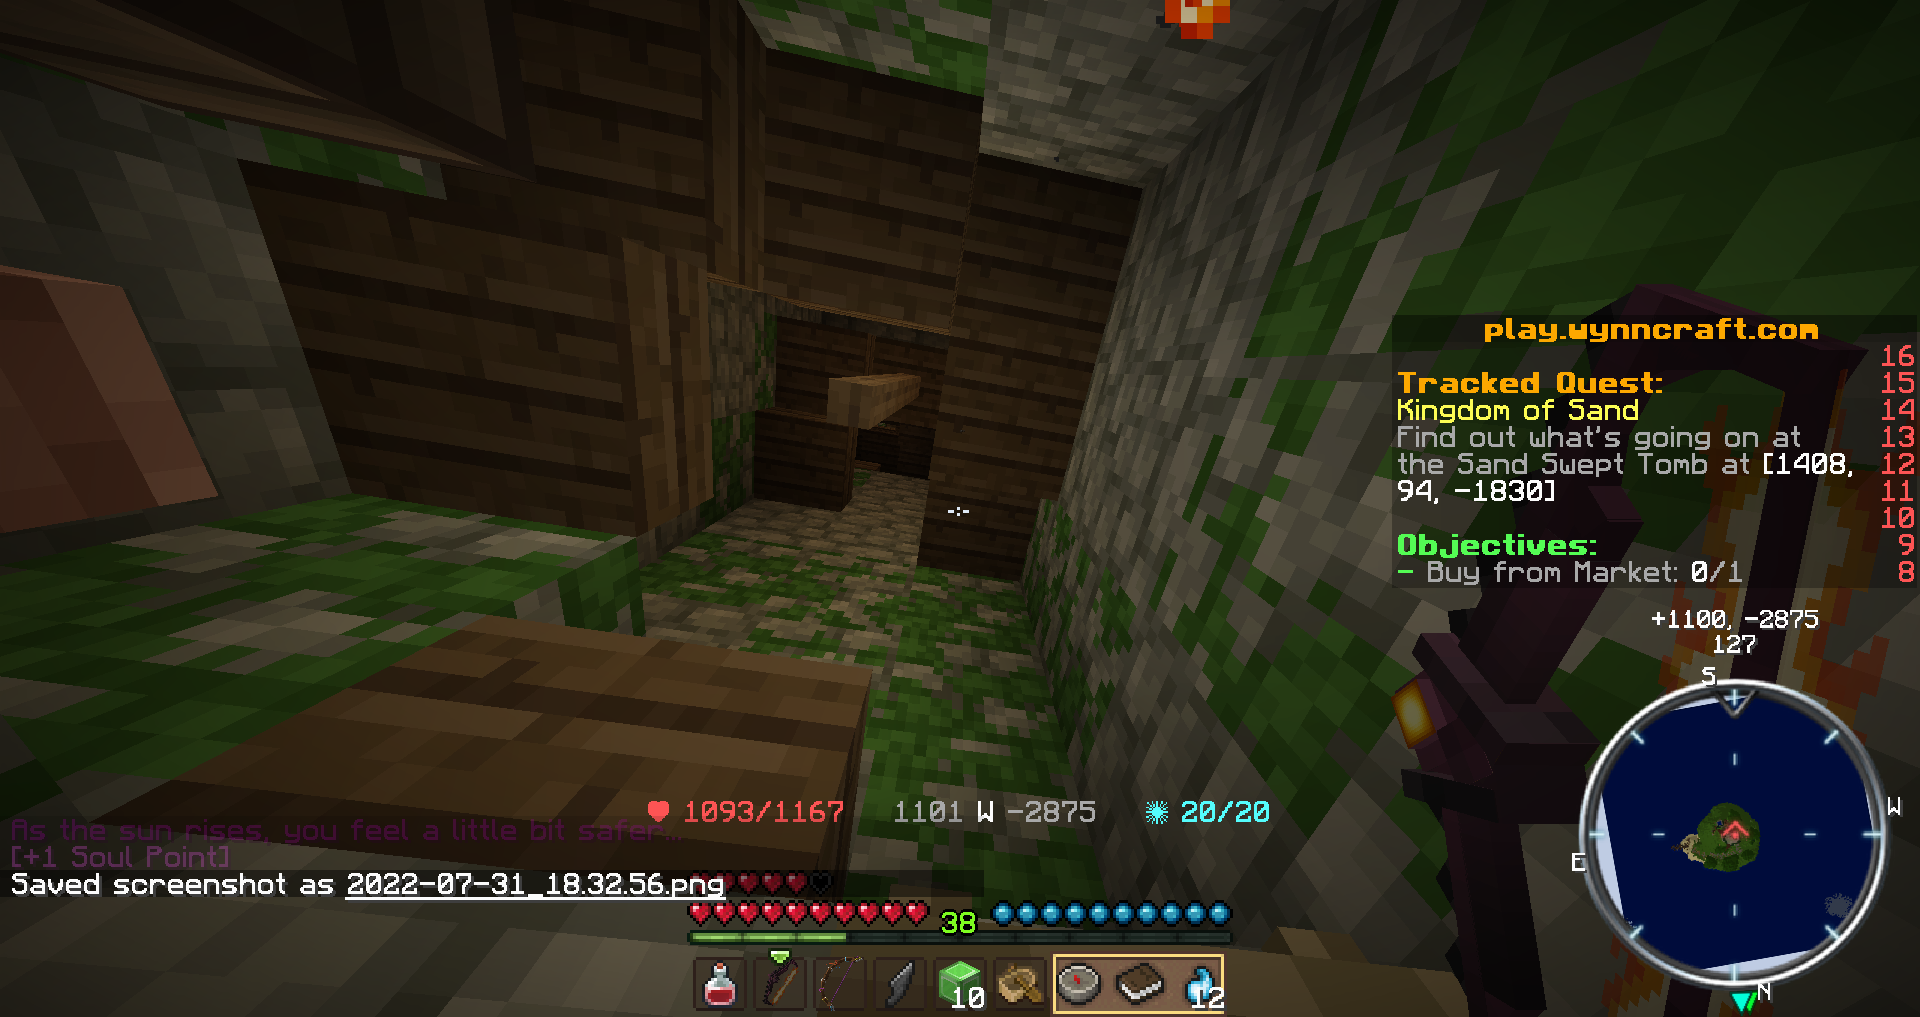 play.wynncraft.com
16
Tracked Quest: 15
Kingdom of Sand 14
Find out what's going on at 13
the Sand Swept Tomb at [1408, 12
94, -1830] 11
10
Objectives: 9
- Buy from Market: 0/1 8
+1100, -2875
127
S
W
E
N
1093/1167 1101 W -2875 20/20
As the sun rises, you feel a little bit safer...
[+1 Soul Point]
Saved screenshot as 2022-07-31_18.32.56.png
38
10 12